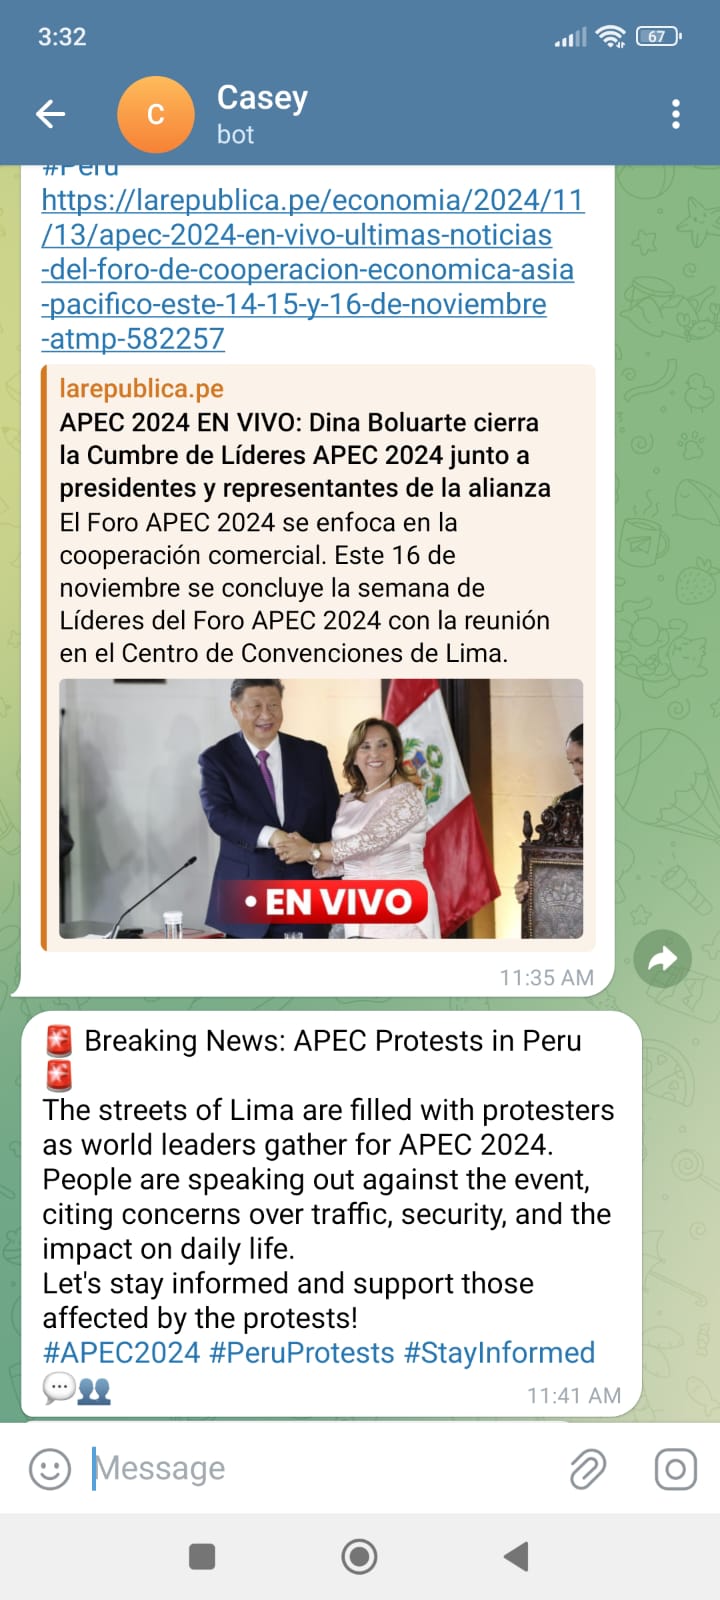 3:32
67
C
Casey
bot
#Peru
https://larepublica.pe/economia/2024/11
/13/apec-2024-en-vivo-ultimas-noticias
-del-foro-de-cooperacion-economica-asia
-pacifico-este-14-15-y-16-de-noviembre
-atmp-582257
larepublica.pe
APEC 2024 EN VIVO: Dina Boluarte cierra
la Cumbre de Líderes APEC 2024 junto a
presidentes y representantes de la alianza
El Foro APEC 2024 se enfoca en la
cooperación comercial. Este 16 de
noviembre se concluye la semana de
Líderes del Foro APEC 2024 con la reunión
en el Centro de Convenciones de Lima.
• EN VIVO
11:35 AM
🚨 Breaking News: APEC Protests in Peru
🚨
The streets of Lima are filled with protesters
as world leaders gather for APEC 2024.
People are speaking out against the event,
citing concerns over traffic, security, and the
impact on daily life.
Let's stay informed and support those
affected by the protests!
#APEC2024 #PeruProtests #StayInformed
💬👥
11:41 AM
Message